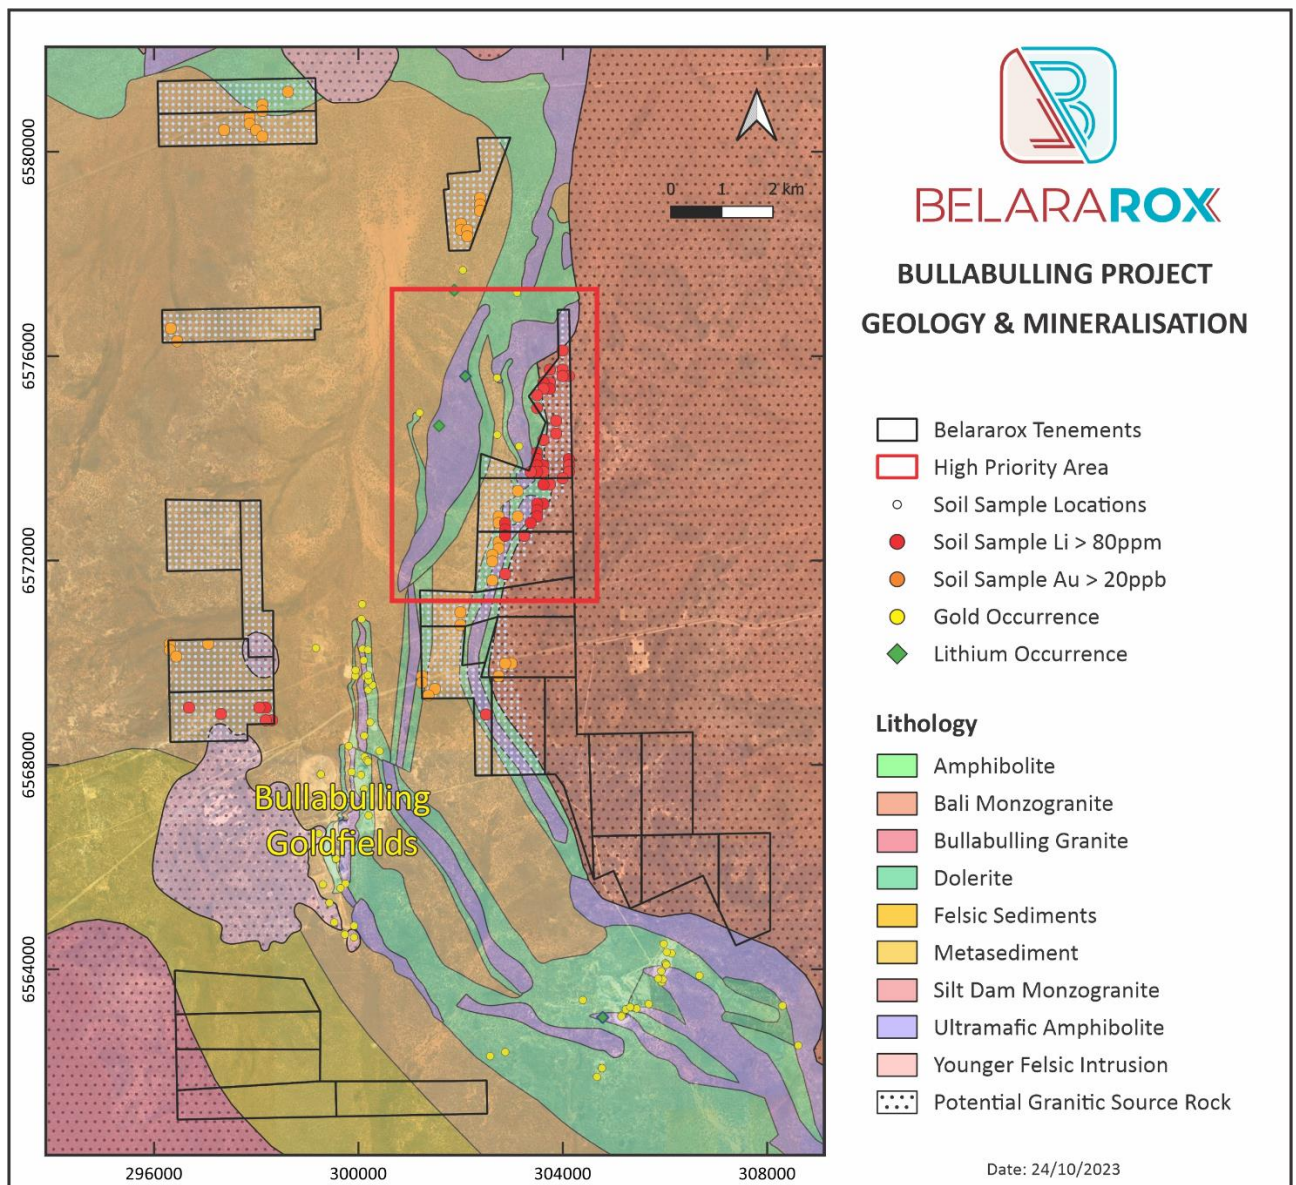 BELARAROX
BULLABULLING PROJECT
GEOLOGY & MINERALISATION
Belararox Tenements
High Priority Area
Soil Sample Locations
Soil Sample Li > 80ppm
Soil Sample Au > 20ppb
Gold Occurrence
Lithium Occurrence
Lithology
Amphibolite
Bali Monzogranite
Bullabulling Granite
Dolerite
Felsic Sediments
Metasediment
Silt Dam Monzogranite
Ultramafic Amphibolite
Younger Felsic Intrusion
Potential Granitic Source Rock
Date: 24/10/2023
0 1 2 km
Bullabulling
Goldfields
6580000
6576000
6572000
6568000
6564000
296000 300000 304000 308000